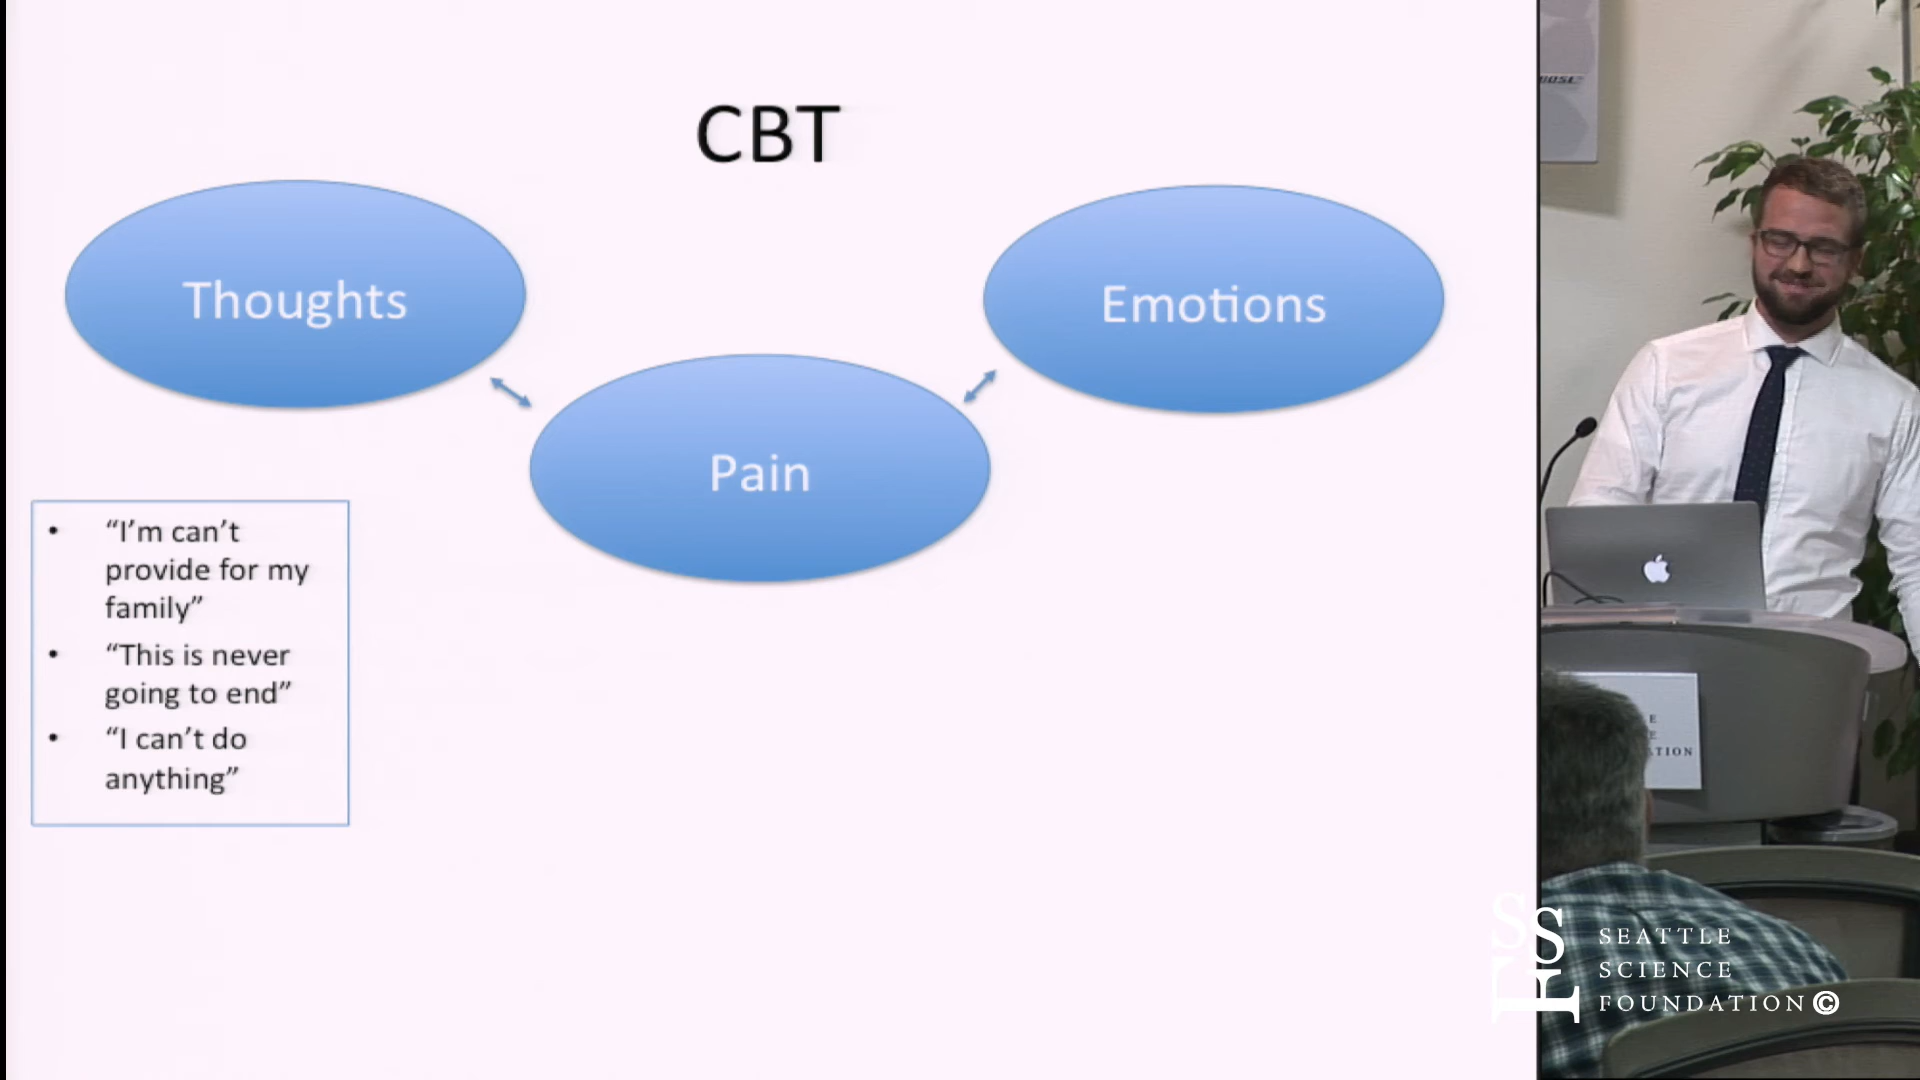 CBT
Thoughts
Emotions
Pain
• “I’m can’t
provide for my
family”
• “This is never
going to end”
• “I can’t do
anything”
SEATTLE
SCIENCE
FOUNDATION©